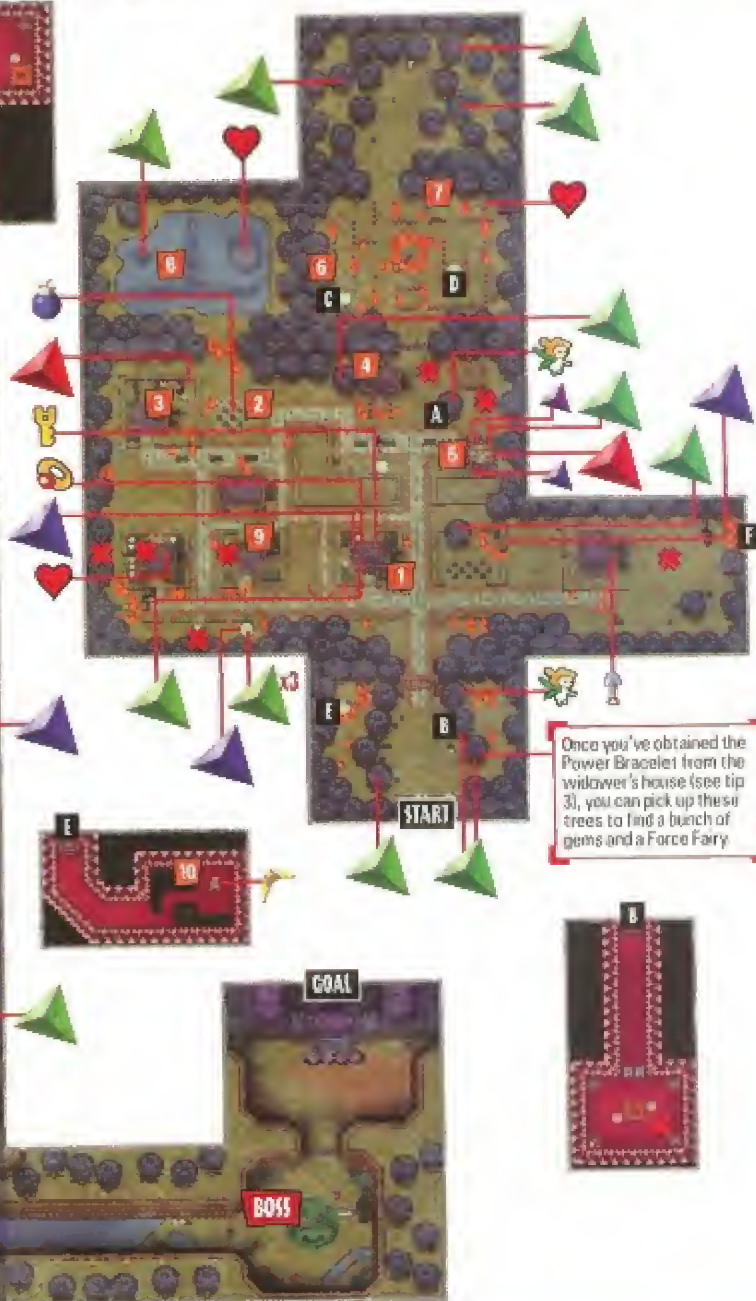 7
8
6
C
D
4
3
2
A
5
9
F
1
x3
E
B
START
Once you've obtained the
Power Bracelet from the
widower's house (see tip
3), you can pick up these
trees to find a bunch of
gems and a Force Fairy.
E
10
B
GOAL
BOSS